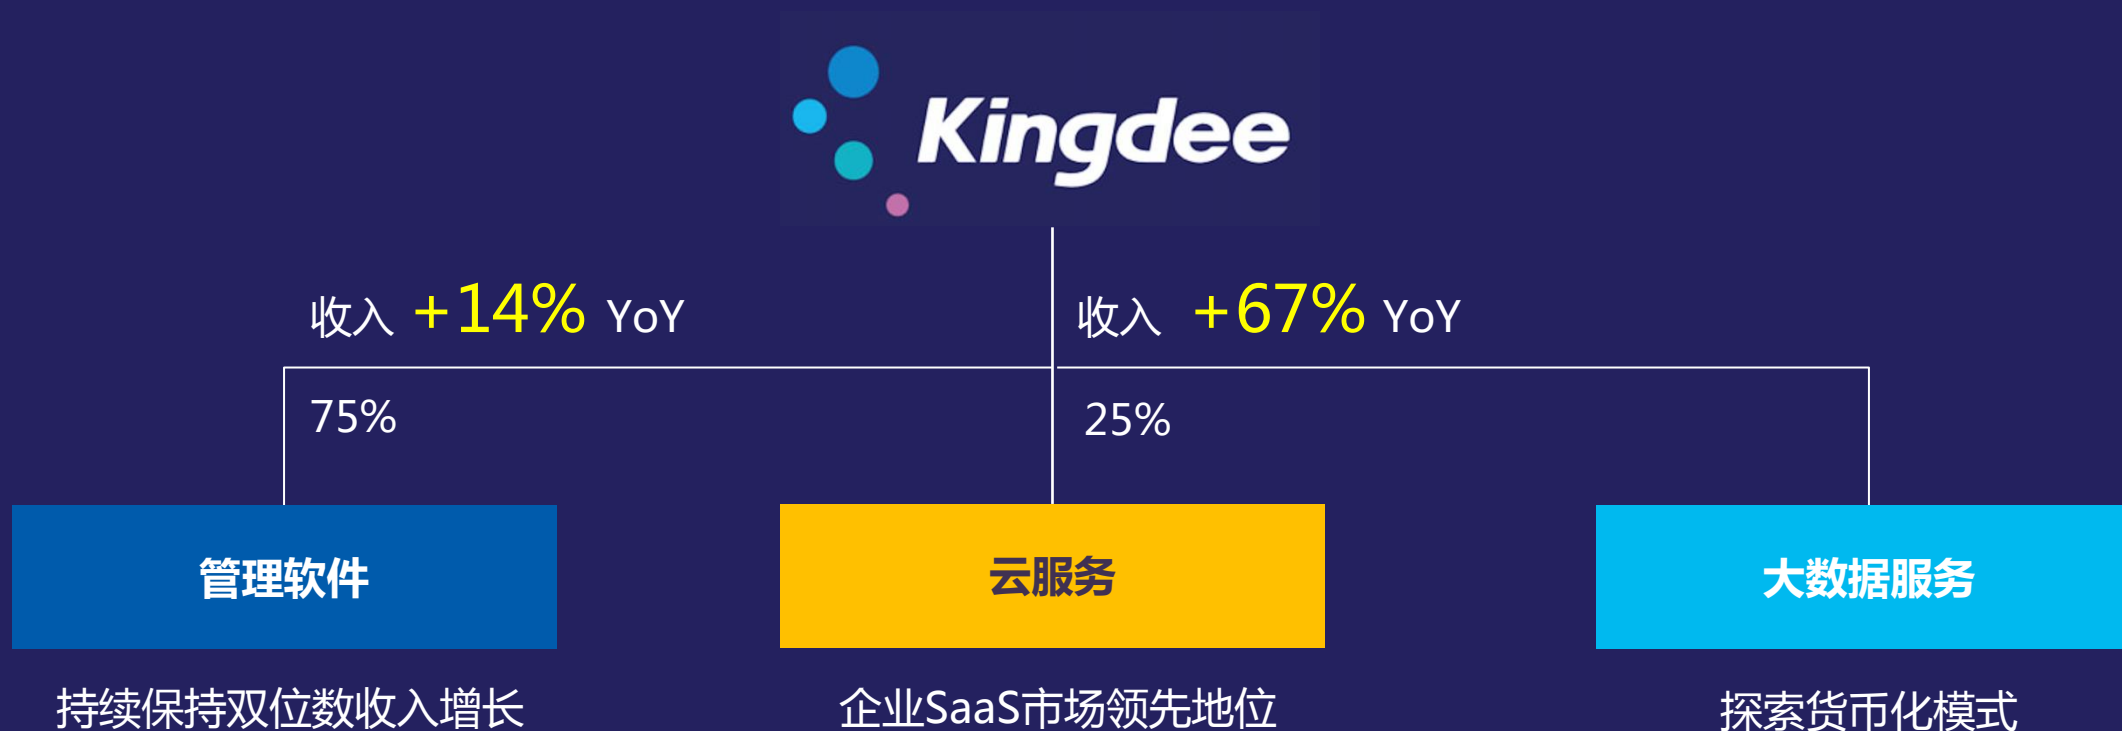 Kingdee
收入 +14% YoY
收入 +67% YoY
75%
25%
管理软件
云服务
大数据服务
持续保持双位数收入增长
企业SaaS市场领先地位
探索货币化模式